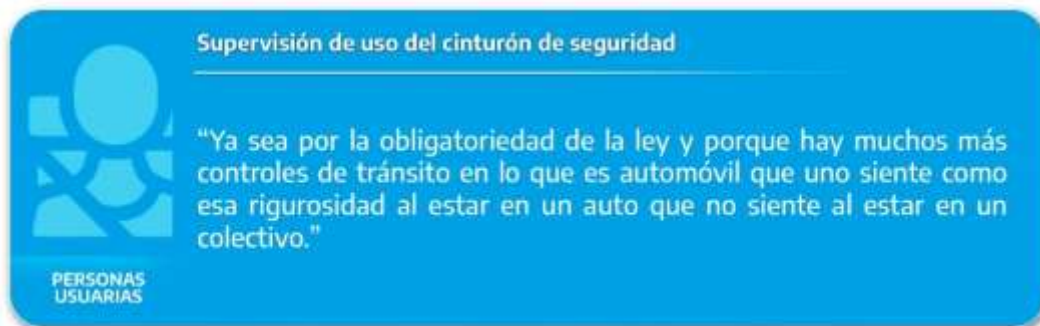 Supervisión de uso del cinturón de seguridad
“Ya sea por la obligatoriedad de la ley y porque hay muchos más
controles de tránsito en lo que es automóvil que uno siente como
esa rigurosidad al estar en un auto que no siente al estar en un
colectivo.”
PERSONAS
USUARIAS